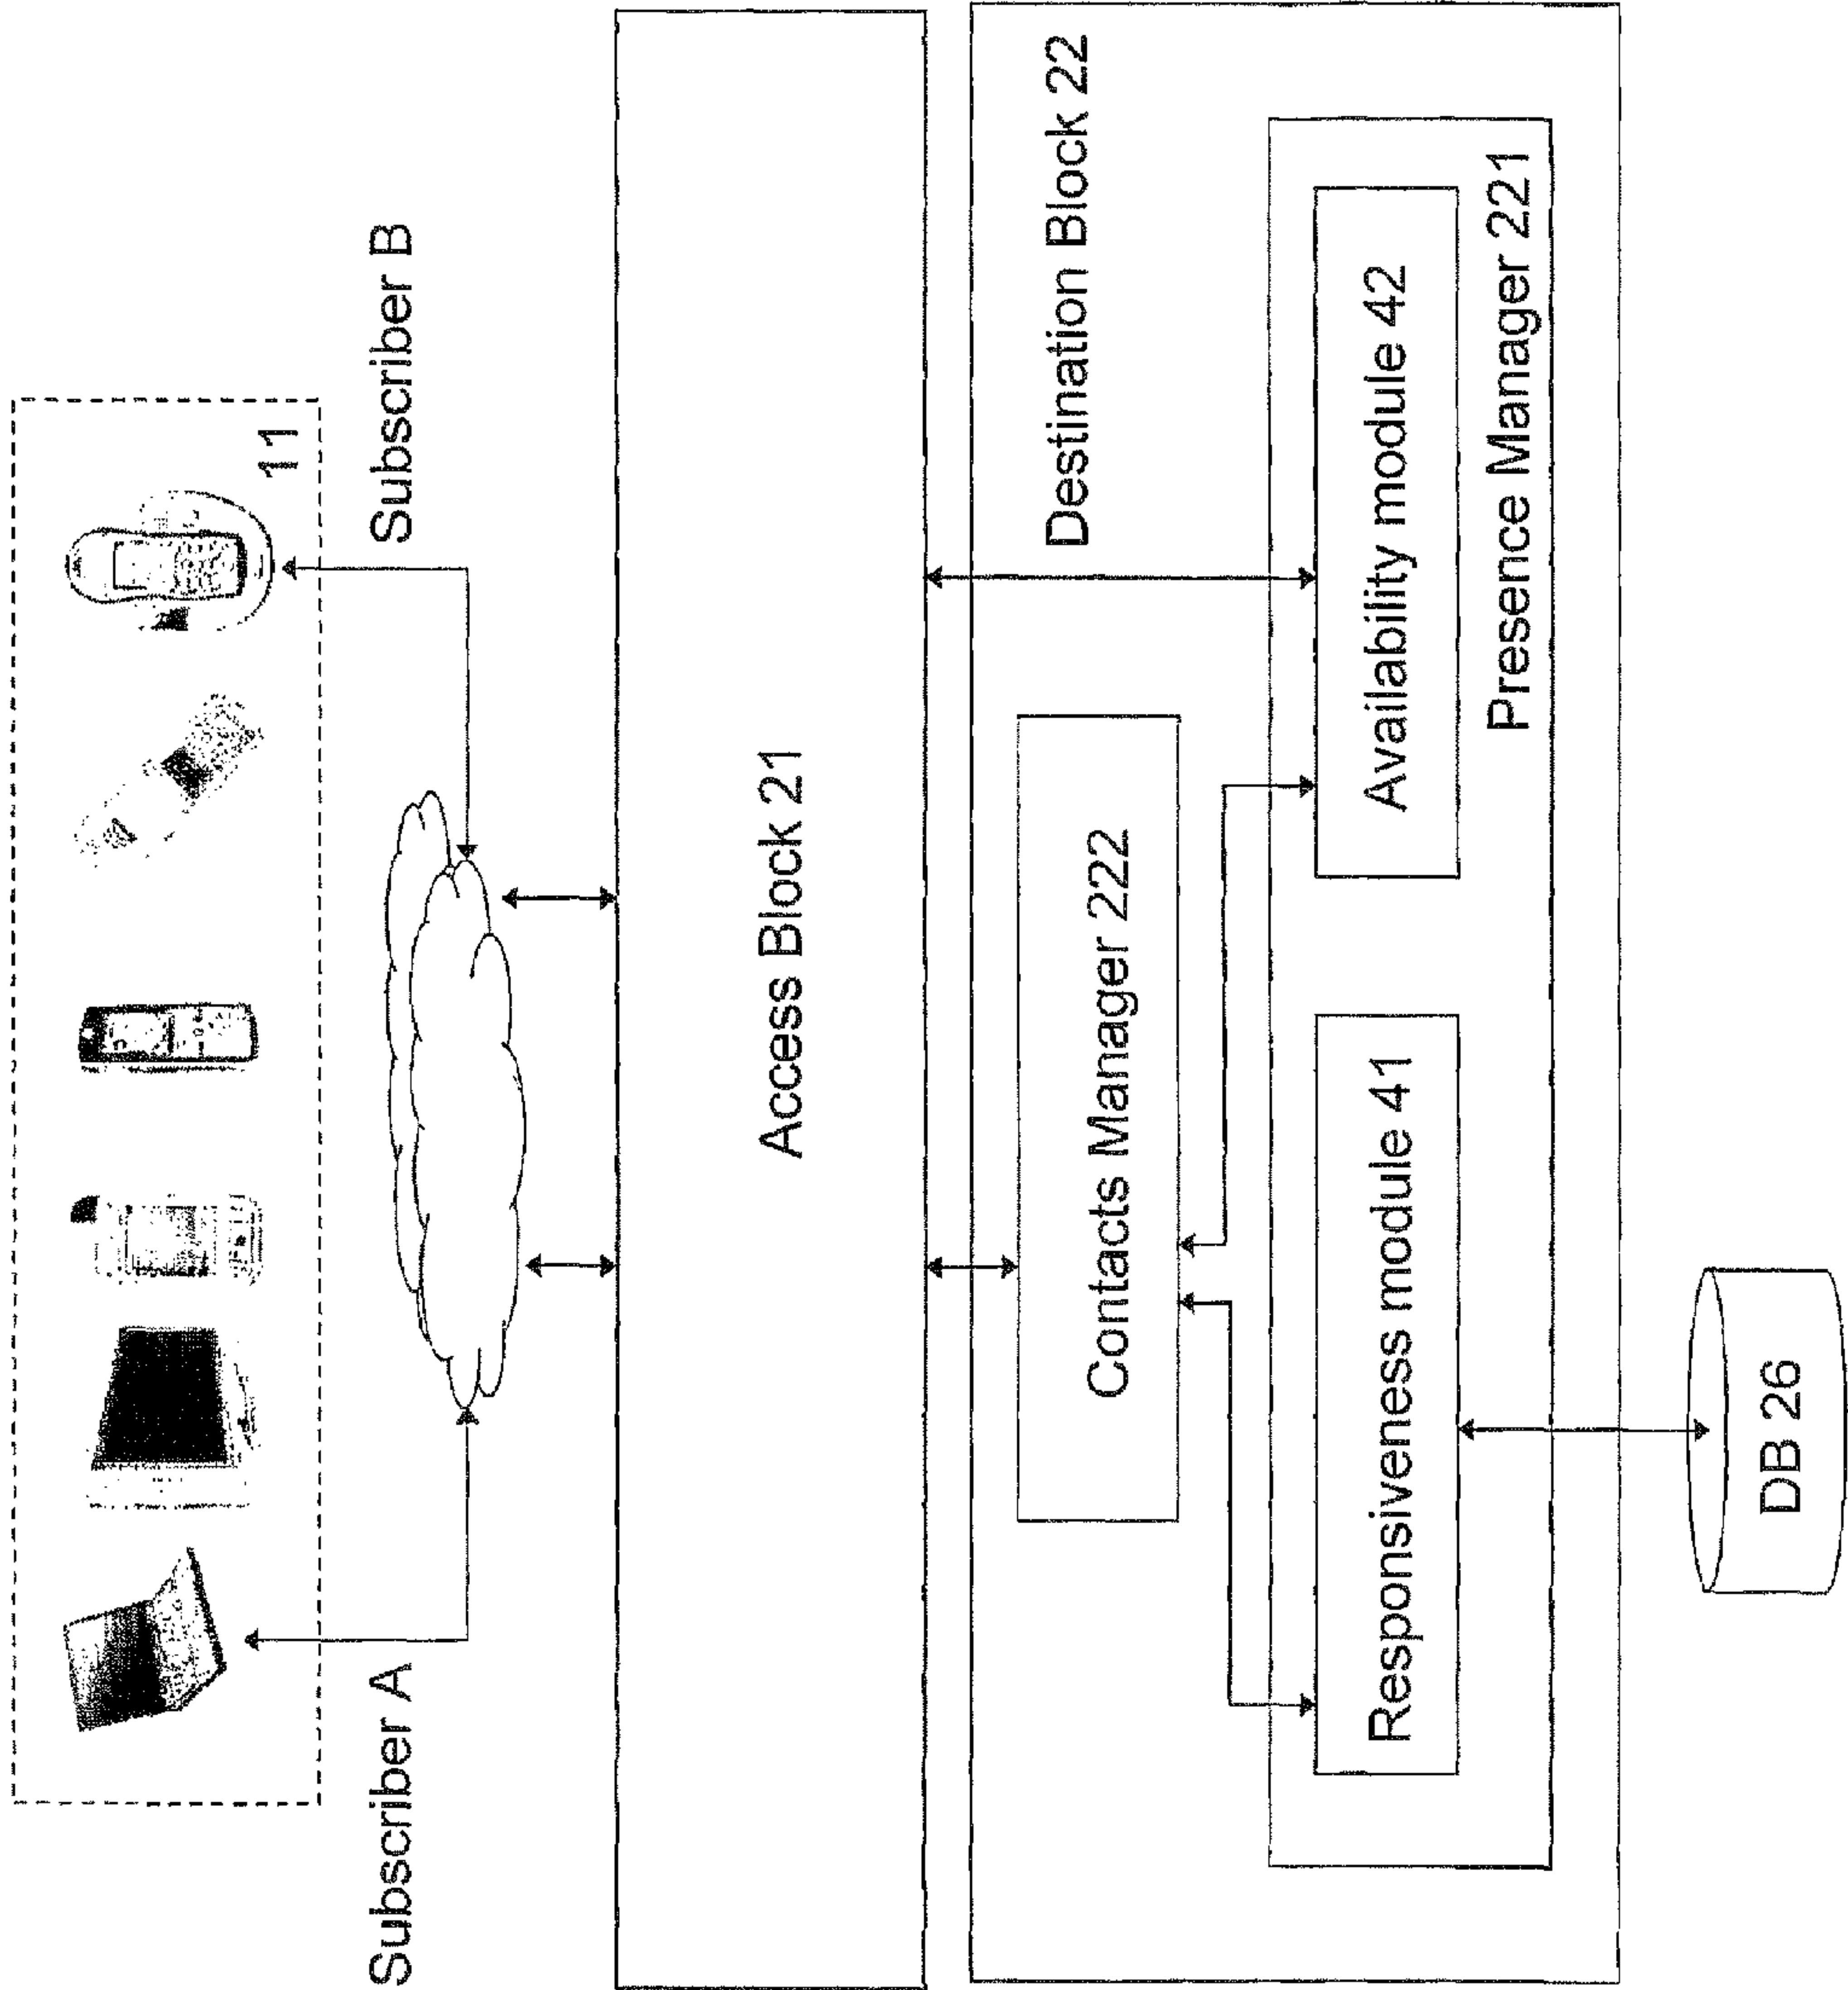 11
Subscriber A
Subscriber B
Access Block 21
Destination Block 22
Contacts Manager 222
Responsiveness module 41
Availability module 42
Presence Manager 221
DB 26